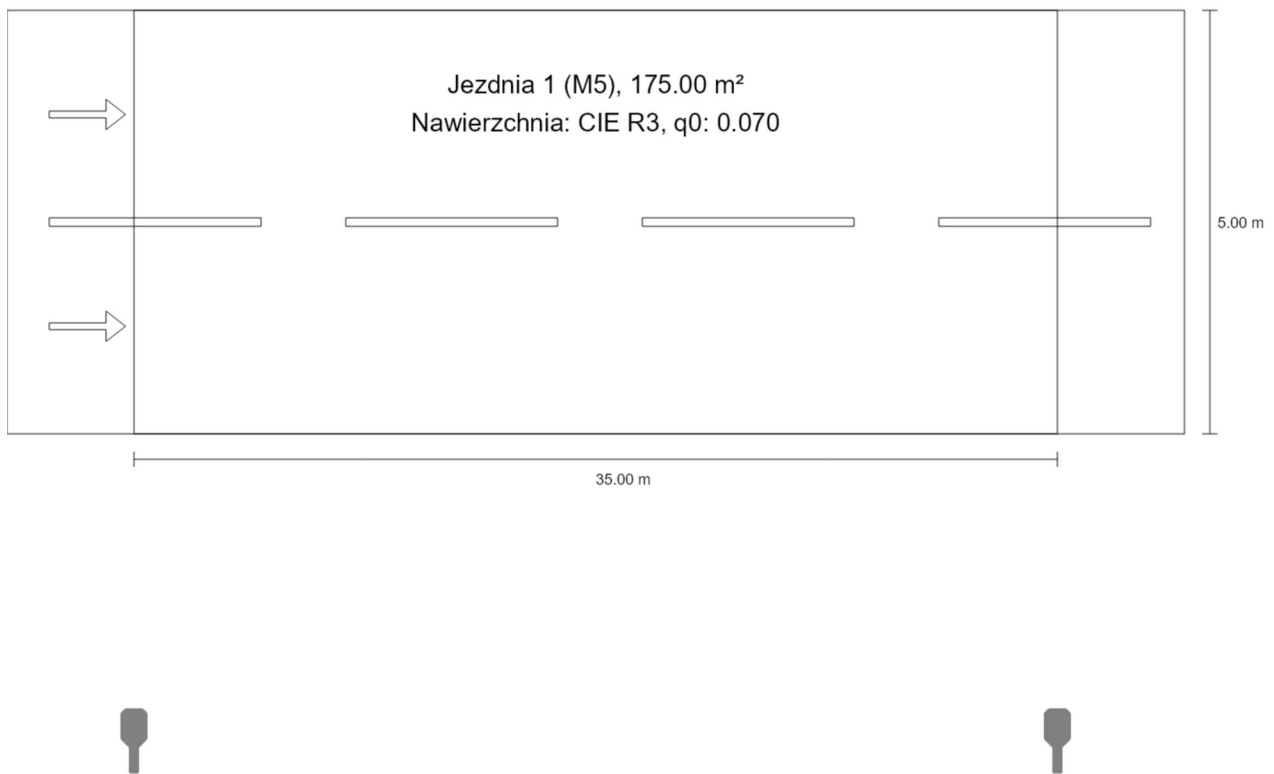 Jezdnia 1 (M5), 175.00 m²
Nawierzchnia: CIE R3, q0: 0.070
5.00 m
35.00 m